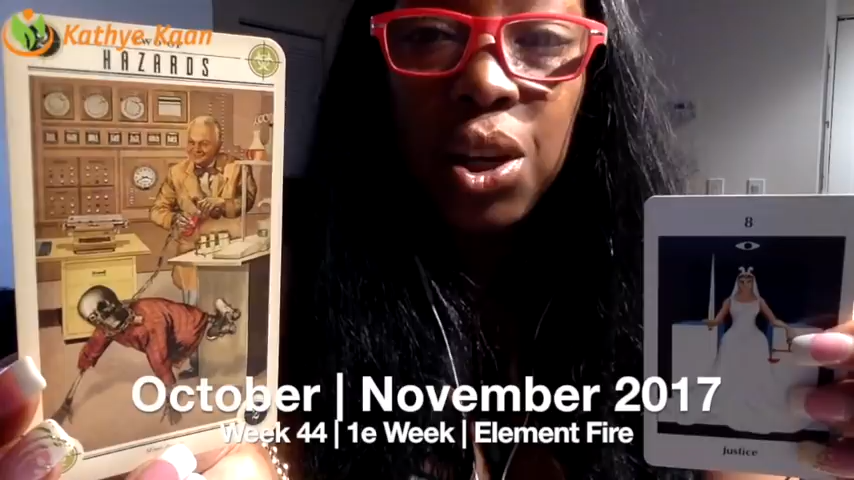 Kathye Kaan
HAZARDS
8
October | November 2017
Week 44 | 1e Week | Element Fire
Justice